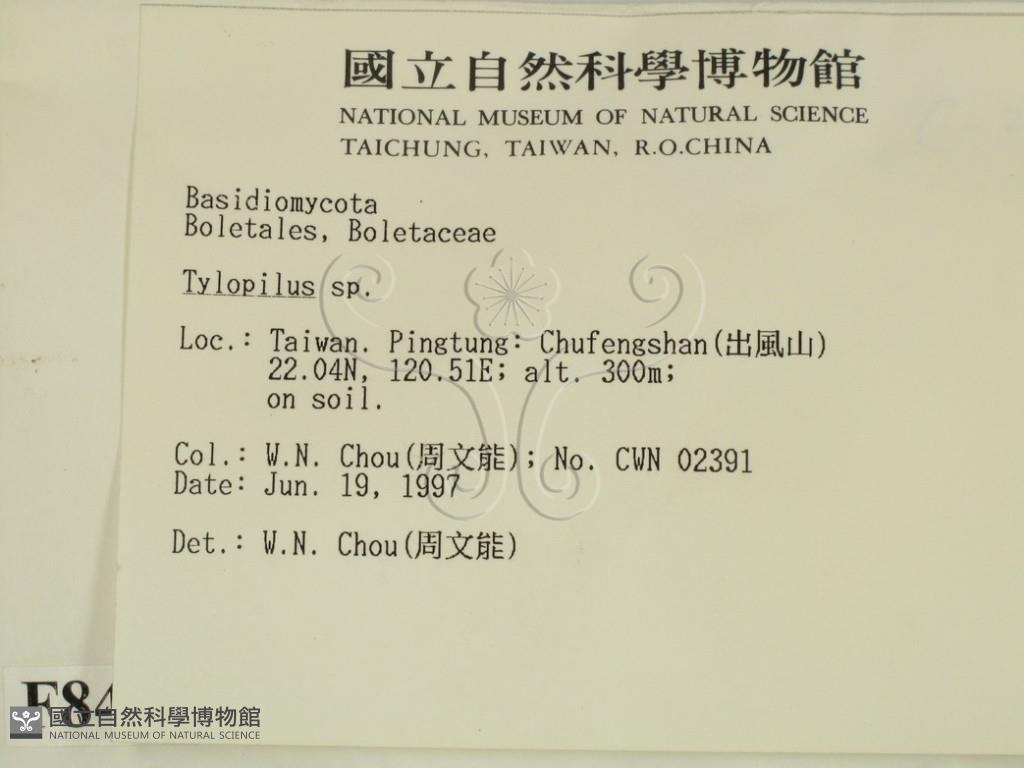 國立自然科學博物館
NATIONAL MUSEUM OF NATURAL SCIENCE
TAICHUNG, TAIWAN, R.O.CHINA
Basidiomycota
Boletales, Boletaceae
Tylopilus sp.
Loc.: Taiwan. Pingtung: Chufengshan(出風山)
22.04N, 120.51E; alt. 300m;
on soil.
Col.: W.N. Chou(周文能); No. CWN 02391
Date: Jun. 19, 1997
Det.: W.N. Chou(周文能)
F84
國立自然科學博物館
NATIONAL MUSEUM OF NATURAL SCIENCE